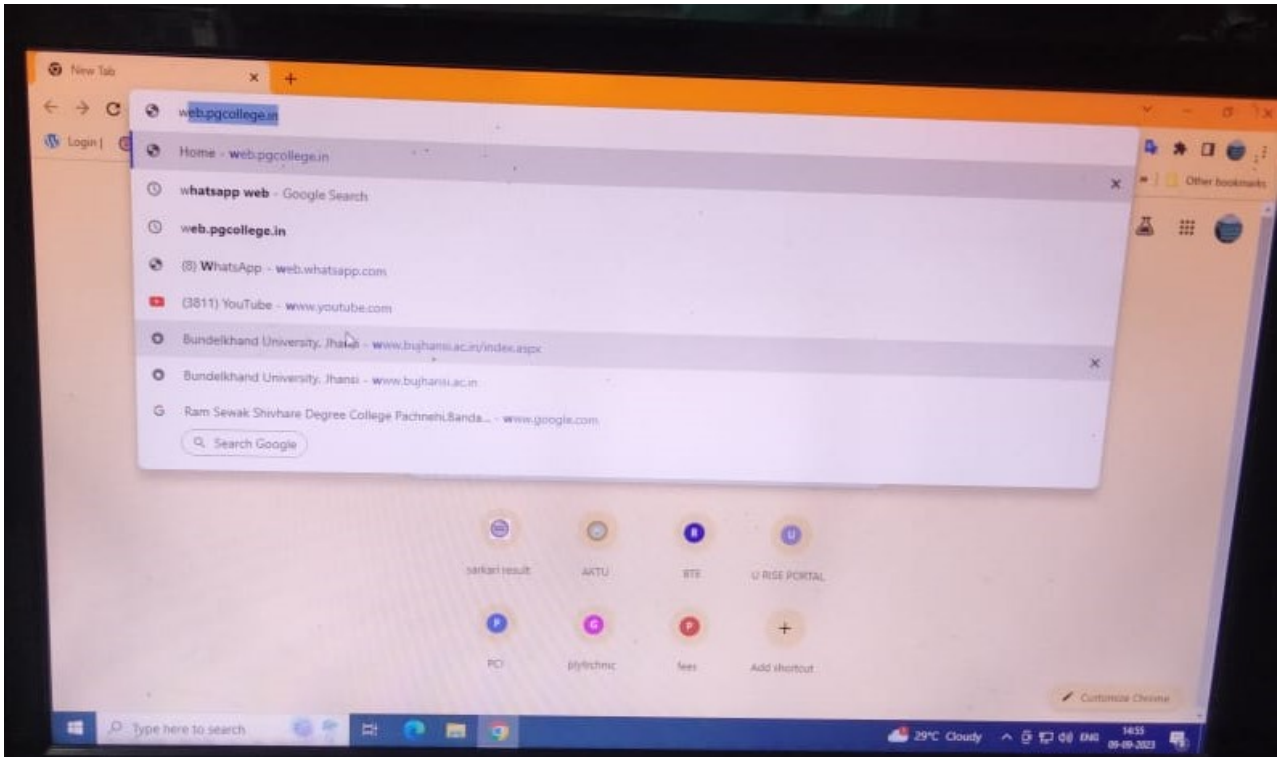 New Tab
web.pgcollege.in
Login |
Home - web.pgcollege.in
Other bookmarks
whatsapp web - Google Search
web.pgcollege.in
(8) WhatsApp - web.whatsapp.com
(3811) YouTube - www.youtube.com
Bundelkhand University, Jhansi - www.bujhansi.ac.in/index.aspx
Bundelkhand University, Jhansi - www.bujhansi.ac.in
G Ram Sewak Shivhare Degree College Pachnehi,Banda... - www.google.com
Search Google
R U
sarkari result AKTU BTE U RISE PORTAL
P G P
PCI fees Add shortcut
Customize Chrome
Type here to search
29°C Cloudy ENG 14:55
09-09-2023